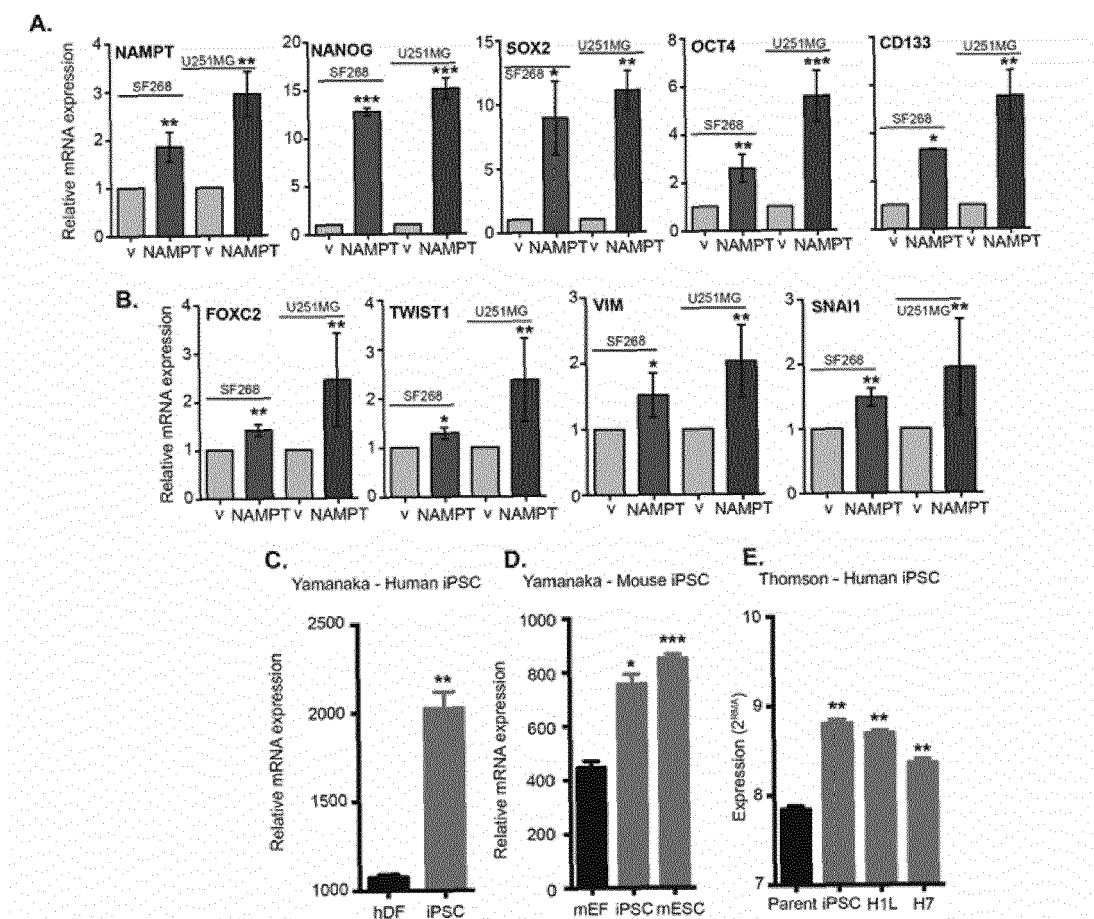 A.
NAMPT
NANOG
SOX2
OCT4
CD133
Relative mRNA expression
4
3
2
1
0
SF268
**
U251MG
**
v NAMPT v NAMPT
20
15
10
5
0
SF268
***
U251MG
***
v NAMPT v NAMPT
15
10
5
0
SF268
*
U251MG
**
v NAMPT v NAMPT
8
6
4
2
0
SF268
**
U251MG
***
v NAMPT v NAMPT
SF268
*
U251MG
**
v NAMPT v NAMPT
B.
FOXC2
TWIST1
VIM
SNAI1
Relative mRNA expression
4
3
2
1
0
SF268
**
U251MG
**
v NAMPT v NAMPT
4
3
2
1
0
SF268
*
U251MG
**
v NAMPT v NAMPT
3
2
1
0
SF268
*
U251MG
**
v NAMPT v NAMPT
3
2
1
0
SF268
**
U251MG
**
v NAMPT v NAMPT
C.
Yamanaka - Human iPSC
Relative mRNA expression
2500
2000
1500
1000
**
hDF iPSC
D.
Yamanaka - Mouse iPSC
Relative mRNA expression
1000
800
600
400
200
0
*
***
mEF iPSC mESC
E.
Thomson - Human iPSC
Expression (2RMA)
10
9
8
7
**
**
**
Parent iPSC H1L H7